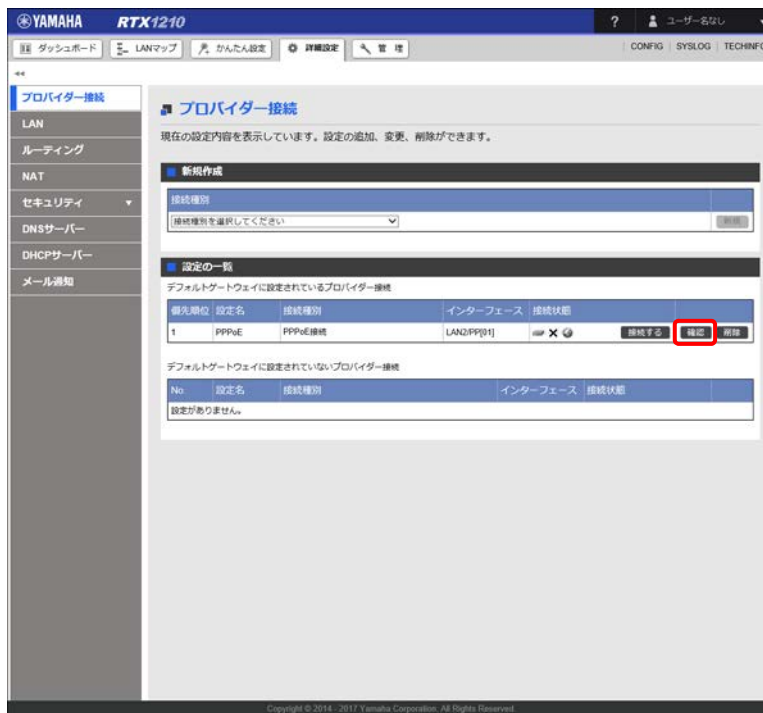 YAMAHA RTX1210 ? ユーザー名なし
ダッシュボード LANマップ かんたん設定 詳細設定 管理 CONFIG SYSLOG TECHINFO
<<
プロバイダー接続
LAN
ルーティング
NAT
セキュリティ
DNSサーバー
DHCPサーバー
メール通知
プロバイダー接続
現在の設定内容を表示しています。設定の追加、変更、削除ができます。
新規作成
接続種別
接続種別を選択してください 新規
設定の一覧
デフォルトゲートウェイに設定されているプロバイダー接続
優先順位 設定名 接続種別 インターフェース 接続状態
1 PPPoE PPPoE接続 LAN2/PP[01] 接続する 確認 削除
デフォルトゲートウェイに設定されていないプロバイダー接続
No. 設定名 接続種別 インターフェース 接続状態
設定がありません。
Copyright © 2014 - 2017 Yamaha Corporation. All Rights Reserved.